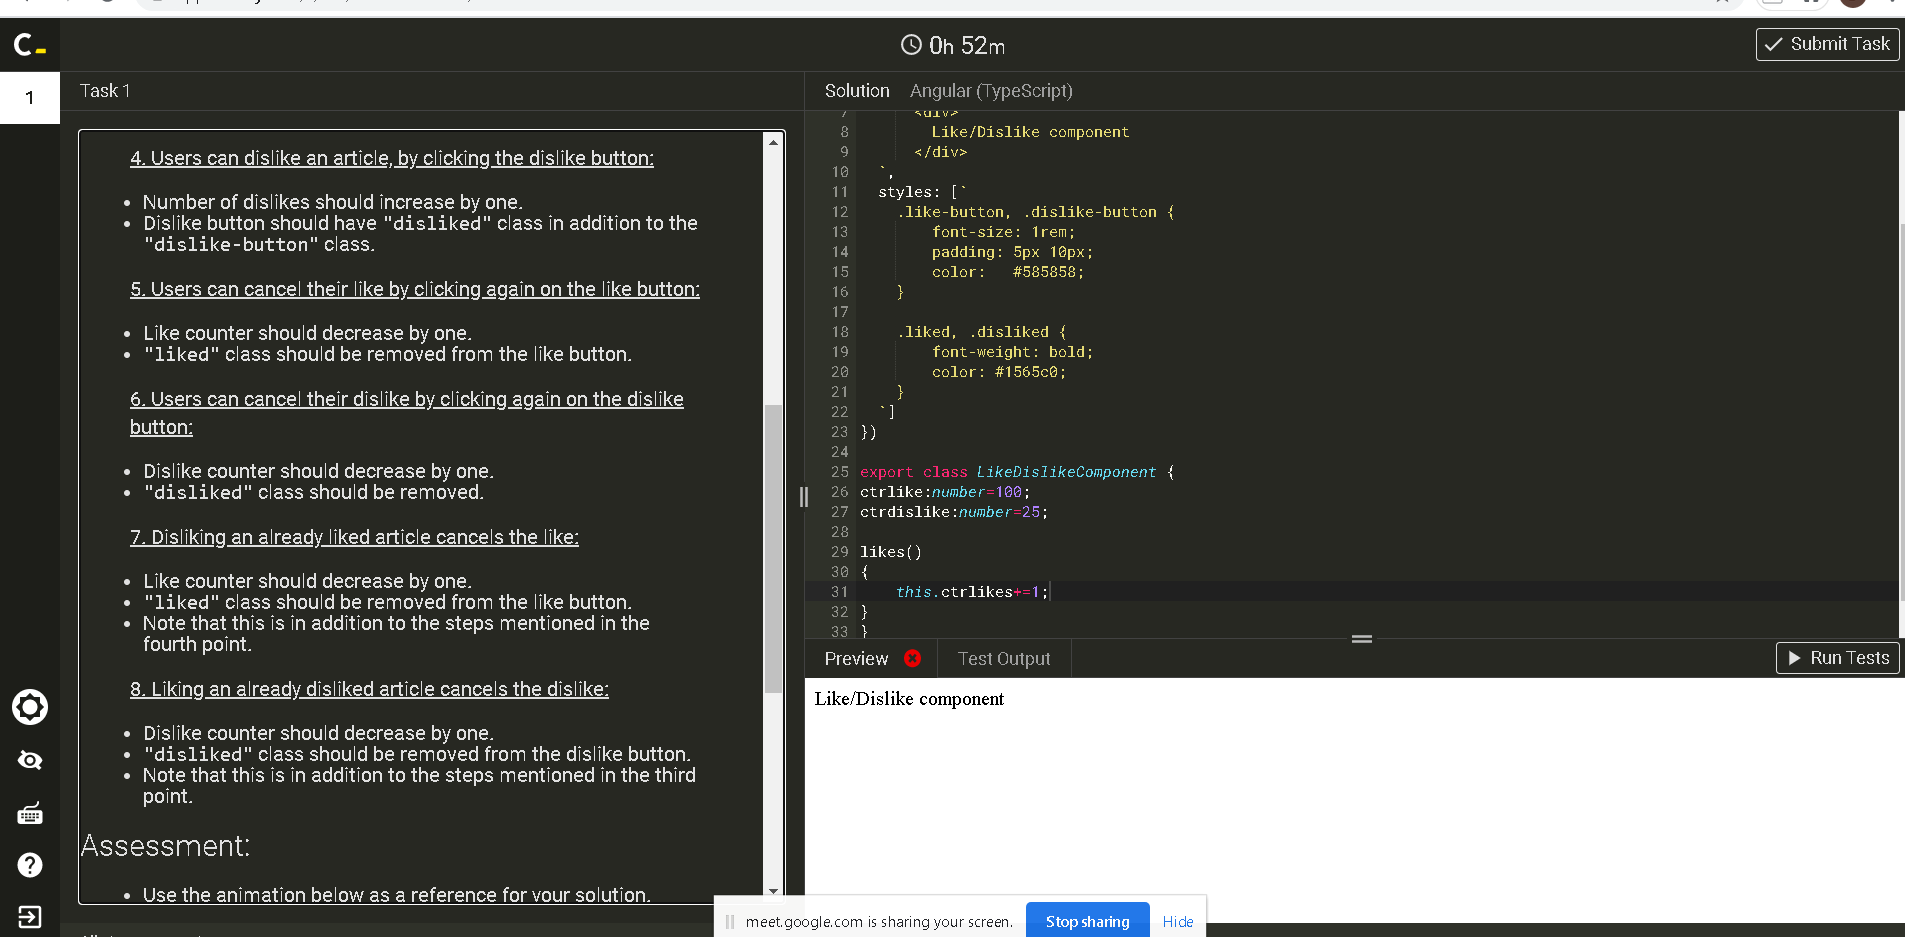 C_
0h 52m
Submit Task
1
Task 1
Solution
Angular (TypeScript)
4. Users can dislike an article, by clicking the dislike button:
Number of dislikes should increase by one.
Dislike button should have "disliked" class in addition to the
"dislike-button" class.
5. Users can cancel their like by clicking again on the like button:
Like counter should decrease by one.
"liked" class should be removed from the like button.
6. Users can cancel their dislike by clicking again on the dislike
button:
Dislike counter should decrease by one.
"disliked" class should be removed.
7. Disliking an already liked article cancels the like:
Like counter should decrease by one.
"liked" class should be removed from the like button.
Note that this is in addition to the steps mentioned in the
fourth point.
8. Liking an already disliked article cancels the dislike:
Dislike counter should decrease by one.
"disliked" class should be removed from the dislike button.
Note that this is in addition to the steps mentioned in the third
point.
Assessment:
Use the animation below as a reference for your solution.
7 <div>
8 Like/Dislike component
9 </div>
10 `,
11 styles: [`
12 .like-button, .dislike-button {
13 font-size: 1rem;
14 padding: 5px 10px;
15 color: #585858;
16 }
17
18 .liked, .disliked {
19 font-weight: bold;
20 color: #1565c0;
21 }
22 `]
23 })
24
25 export class LikeDislikeComponent {
26 ctrlike:number=100;
27 ctrdislike:number=25;
28
29 likes()
30 {
31 this.ctrlikes+=1;
32 }
33 }
Preview
Test Output
Run Tests
Like/Dislike component
meet.google.com is sharing your screen.
Stop sharing
Hide